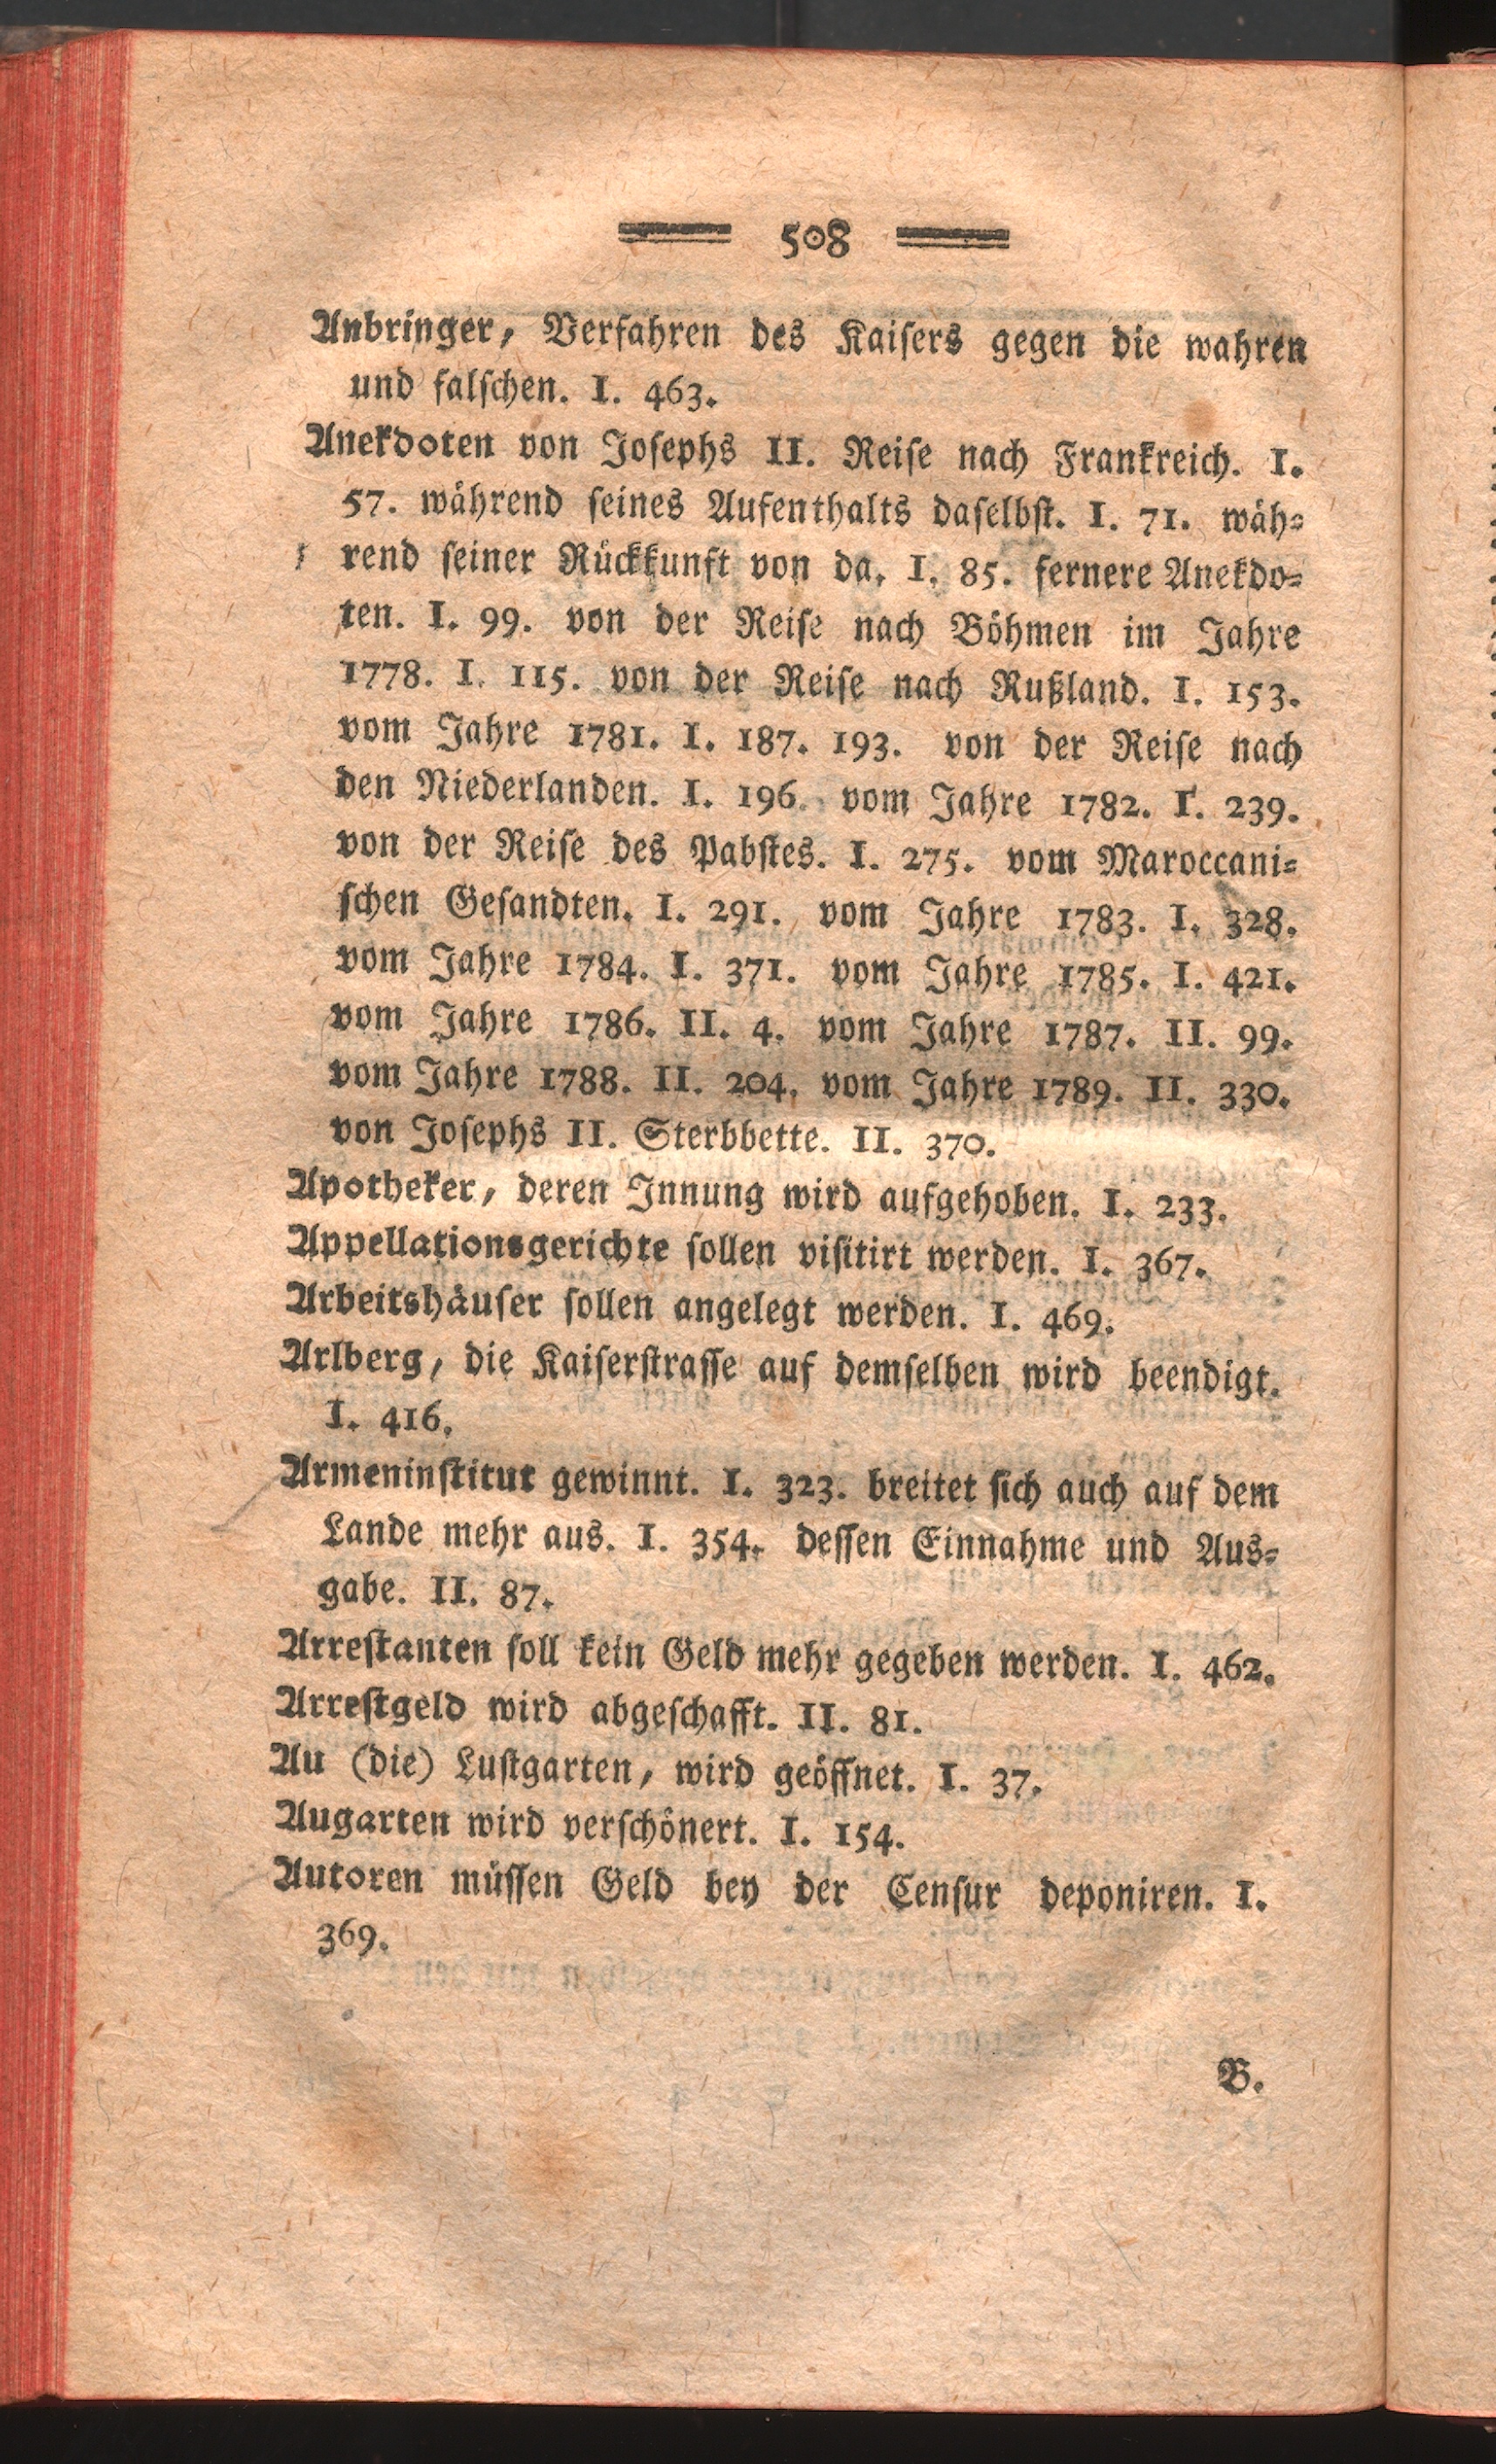 508
Anbringer, Verfahren des Kaiſers gegen die wahren
und falſchen. I. 463.
Anekdoten von Joſephs II. Reiſe nach Frankreich. I.
57. während ſeines Aufenthalts daſelbſt. I. 71. wäh⸗
rend ſeiner Rückkunft von da. I. 85. fernere Anekdo⸗
ten. I. 99. von der Reiſe nach Böhmen im Jahre
1778. I. 115. von der Reiſe nach Rußland. I. 153.
vom Jahre 1781. I. 187. 193. von der Reiſe nach
den Niederlanden. I. 196. vom Jahre 1782. I. 239.
von der Reiſe des Pabſtes. I. 275. vom Maroccani⸗
ſchen Geſandten. I. 291. vom Jahre 1783. I. 328.
vom Jahre 1784. I. 371. vom Jahre 1785. I. 421.
vom Jahre 1786. II. 4. vom Jahre 1787. II. 99.
vom Jahre 1788. II. 204. vom Jahre 1789. II. 330.
von Joſephs II. Sterbbette. II. 370.
Apotheker, deren Innung wird aufgehoben. I. 233.
Appellationsgerichte ſollen viſitirt werden. I. 367.
Arbeitshäuſer ſollen angelegt werden. I. 469.
Arlberg, die Kaiſerſtraſſe auf demſelben wird beendigt.
I. 416.
Armeninſtitut gewinnt. I. 323. breitet ſich auch auf dem
Lande mehr aus. I. 354. deſſen Einnahme und Aus⸗
gabe. II. 87.
Arreſtanten ſoll kein Geld mehr gegeben werden. I. 462.
Arreſtgeld wird abgeſchafft. II. 81.
Au (die) Luſtgarten, wird geöffnet. I. 37.
Augarten wird verſchönert. I. 154.
Autoren müſſen Geld bey der Cenſur deponiren. I.
369.
B.